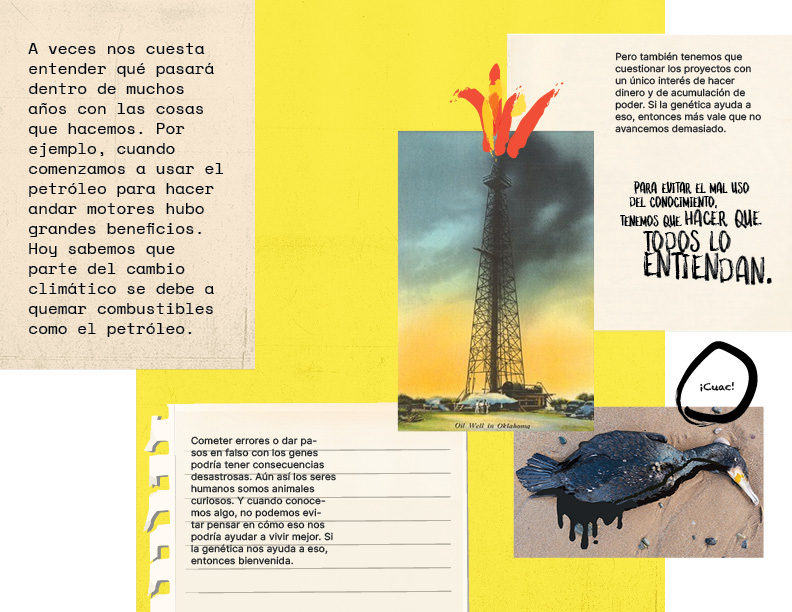 A veces nos cuesta
entender qué pasará
dentro de muchos
años con las cosas
que hacemos. Por
ejemplo, cuando
comenzamos a usar el
petróleo para hacer
andar motores hubo
grandes beneficios.
Hoy sabemos que
parte del cambio
climático se debe a
quemar combustibles
como el petróleo.
Cometer errores o dar pa-
sos en falso con los genes
podría tener consecuencias
desastrosas. Aún así los seres
humanos somos animales
curiosos. Y cuando conoce-
mos algo, no podemos evi-
tar pensar en cómo eso nos
podría ayudar a vivir mejor. Si
la genética nos ayuda a eso,
entonces bienvenida.
Oil Well in Oklahoma
Pero también tenemos que
cuestionar los proyectos con
un único interés de hacer
dinero y de acumulación de
poder. Si la genética ayuda a
eso, entonces más vale que no
avancemos demasiado.
PARA EVITAR EL MAL USO
DEL CONOCIMIENTO,
TENEMOS QUE HACER QUE
TODOS LO
ENTIENDAN.
¡Cuac!